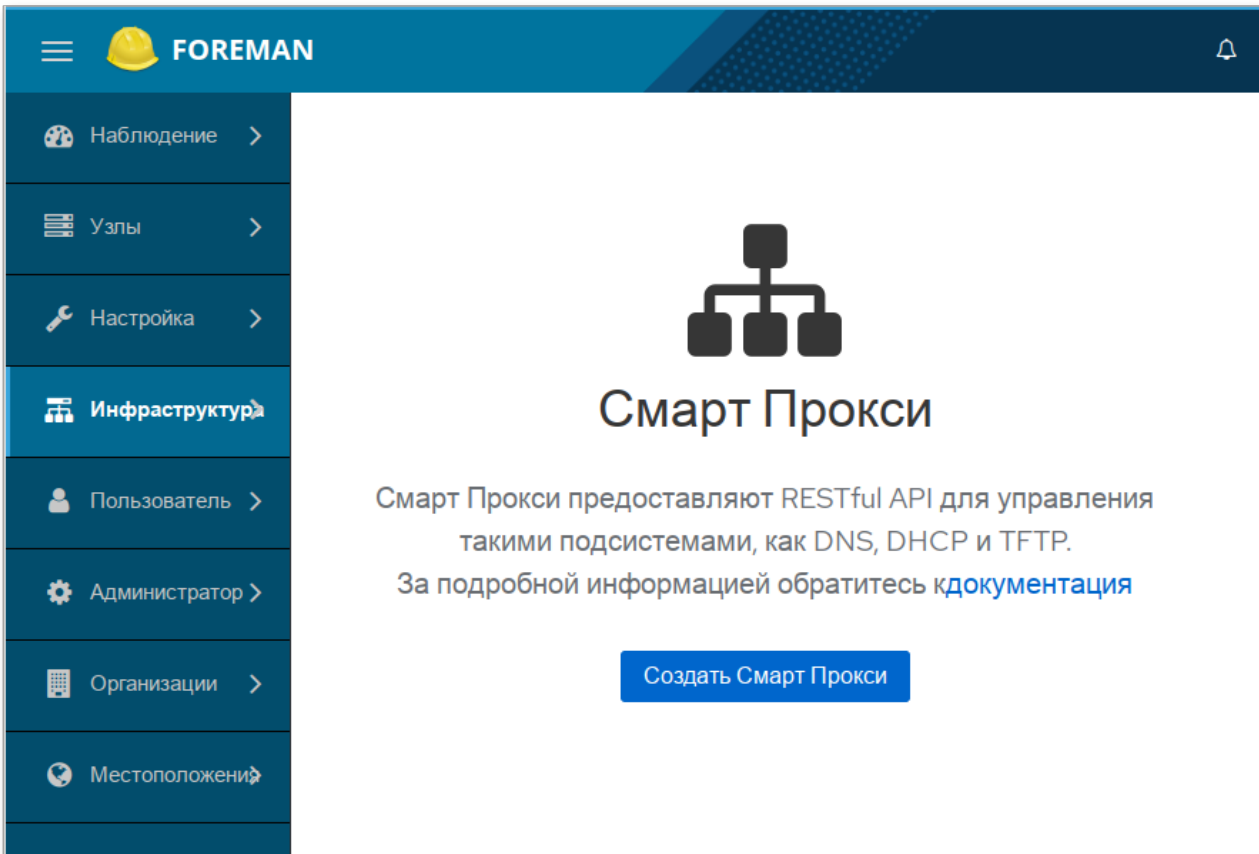 FOREMAN
Наблюдение
Узлы
Настройка
Инфраструктура
Пользователь
Администратор
Организации
Местоположения
Смарт Прокси
Смарт Прокси предоставляют RESTful API для управления
такими подсистемами, как DNS, DHCP и TFTP.
За подробной информацией обратитесь кдокументация
Создать Смарт Прокси